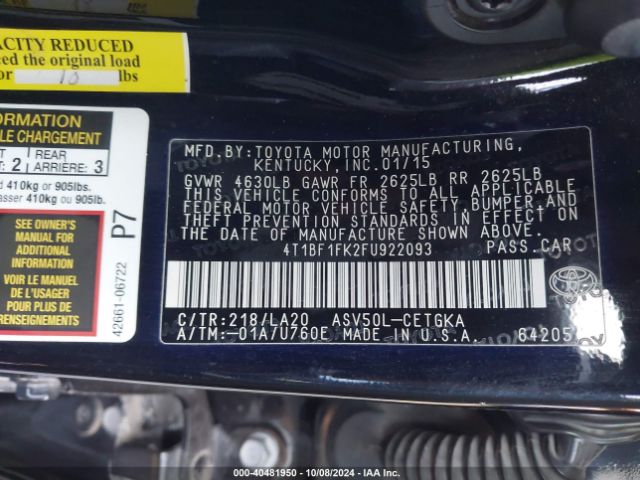 ACITY REDUCED
ed the original load
or 10 lbs
ORMATION
LE CHARGEMENT
T 2 REAR ARRIÈRE: 3
ed 410kg or 905lbs.
asser 410kg ou 905lb.
SEE OWNER'S
MANUAL FOR
ADDITIONAL
INFORMATION
VOIR LE MANUEL
DE L'USAGER
POUR PLUS DE
RENSEIGNEMENTS
P7
42661-06722
MFD.BY:TOYOTA MOTOR MANUFACTURING,
KENTUCKY,INC.01/15
GVWR 4630LB GAWR FR 2625LB RR 2625LB
THIS VEHICLE CONFORMS TO ALL APPLICABLE
FEDERAL MOTOR VEHICLE SAFETY,BUMPER,AND
THEFT PREVENTION STANDARDS IN EFFECT ON
THE DATE OF MANUFACTURE SHOWN ABOVE.
4T1BF1FK2FU922093 PASS.CAR
C/TR:218/LA20 ASV50L-CETGKA
A/TM:-01A/U760E MADE IN U.S.A. 64205
TOYOTA
000-40481950 - 10/08/2024 - IAA Inc.